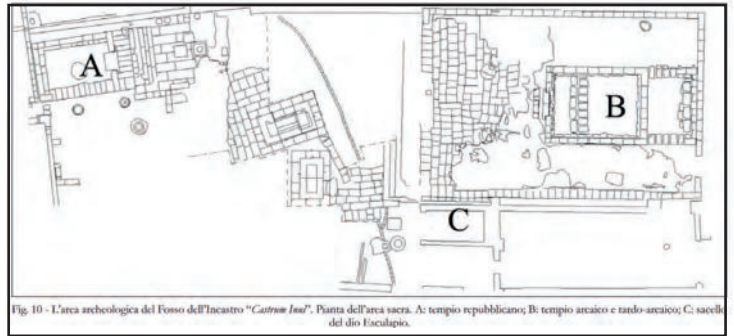 A
B
C
Fig. 10 - L'area archeologica del Fosso dell'Incastro "Castrum Inui". Pianta dell'area sacra. A: tempio repubblicano; B: tempio arcaico e tardo-arcaico; C: sacello
del dio Esculapio.